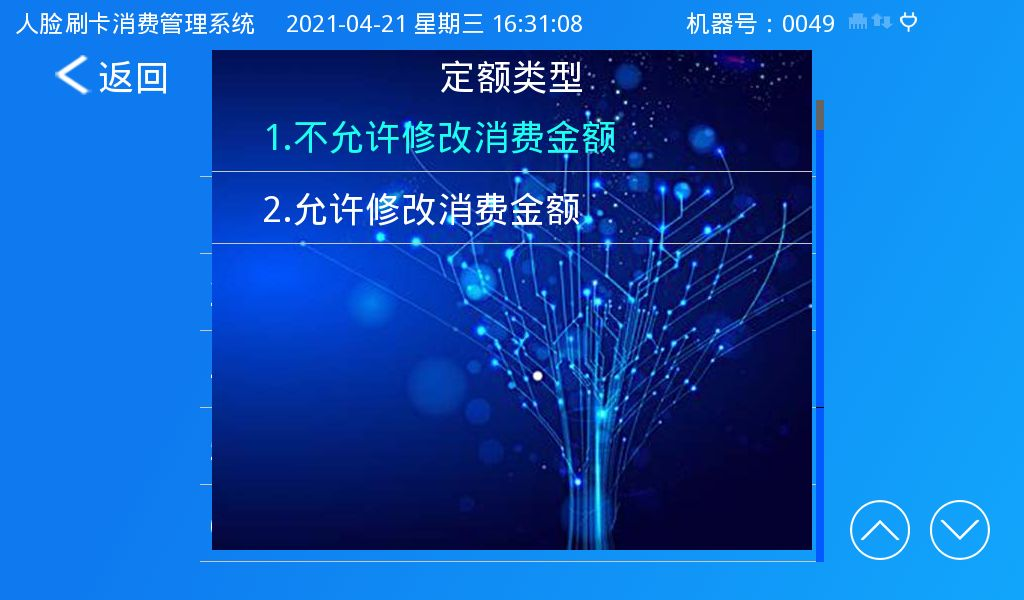 人脸刷卡消费管理系统 2021-04-21 星期三 16:31:08 机器号：0049
返回
定额类型
1.不允许修改消费金额
2.允许修改消费金额